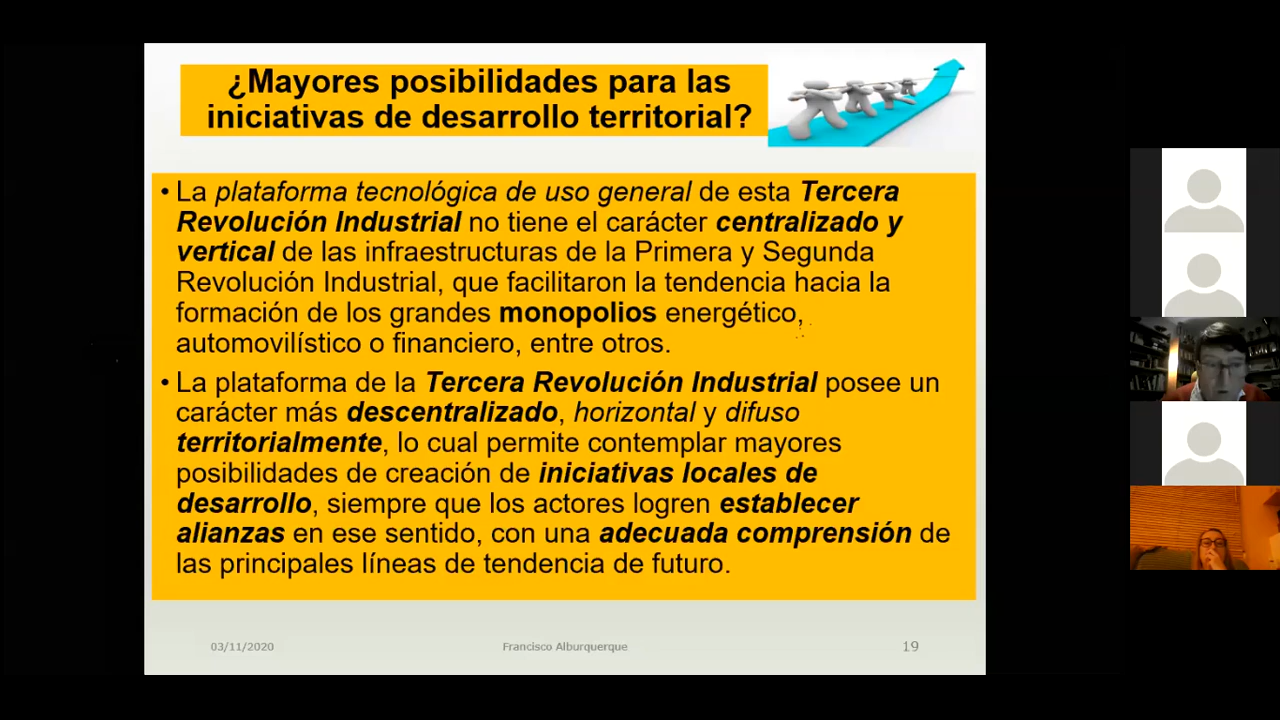 ¿Mayores posibilidades para las
iniciativas de desarrollo territorial?
• La plataforma tecnológica de uso general de esta Tercera
Revolución Industrial no tiene el carácter centralizado y
vertical de las infraestructuras de la Primera y Segunda
Revolución Industrial, que facilitaron la tendencia hacia la
formación de los grandes monopolios energético,
automovilístico o financiero, entre otros.
• La plataforma de la Tercera Revolución Industrial posee un
carácter más descentralizado, horizontal y difuso
territorialmente, lo cual permite contemplar mayores
posibilidades de creación de iniciativas locales de
desarrollo, siempre que los actores logren establecer
alianzas en ese sentido, con una adecuada comprensión de
las principales líneas de tendencia de futuro.
03/11/2020 Francisco Alburquerque 19